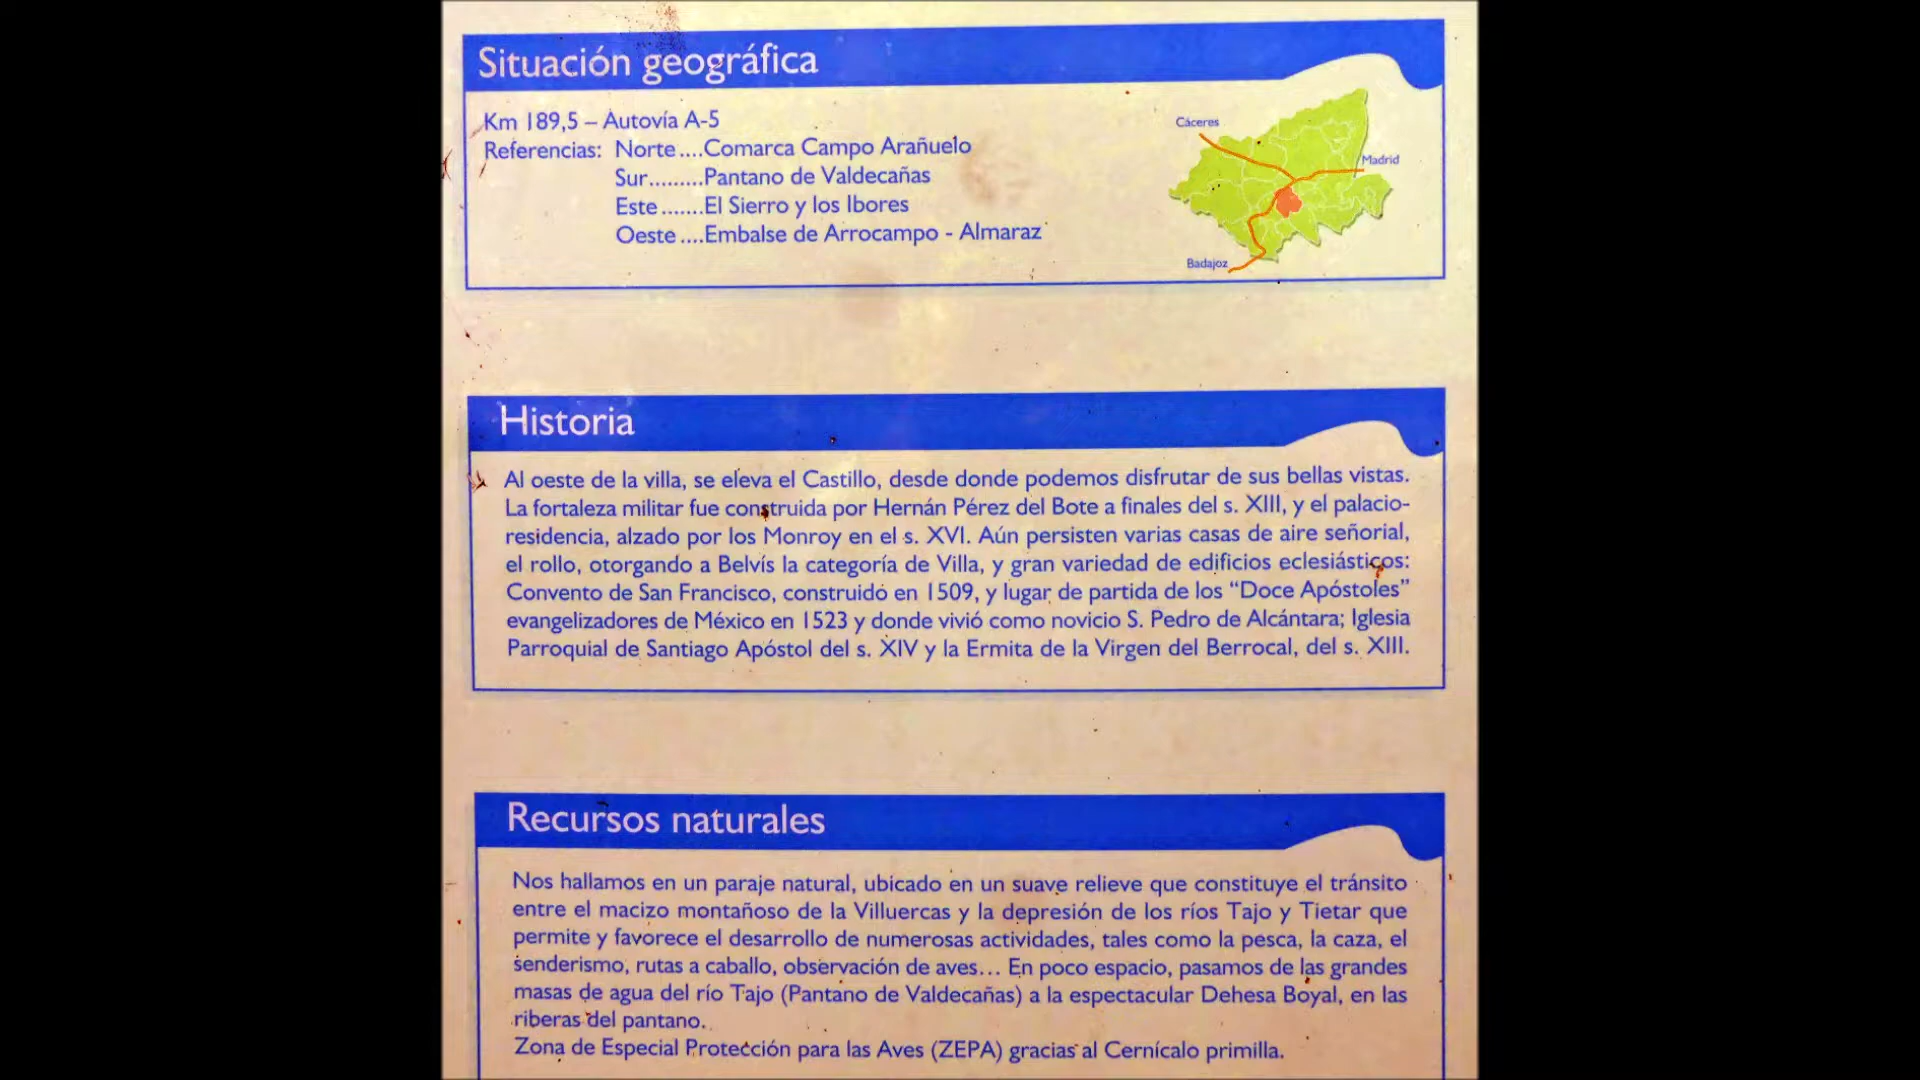 Situación geográfica
Km 189,5 – Autovía A-5
Referencias: Norte....Comarca Campo Arañuelo
Sur.........Pantano de Valdecañas
Este.......El Sierro y los Ibores
Oeste....Embalse de Arrocampo - Almaraz
Cáceres
Madrid
Badajoz
Historia
Al oeste de la villa, se eleva el Castillo, desde donde podemos disfrutar de sus bellas vistas.
La fortaleza militar fue construida por Hernán Pérez del Bote a finales del s. XIII, y el palacio-
residencia, alzado por los Monroy en el s. XVI. Aún persisten varias casas de aire señorial,
el rollo, otorgando a Belvís la categoría de Villa, y gran variedad de edificios eclesiásticos:
Convento de San Francisco, construido en 1509, y lugar de partida de los “Doce Apóstoles”
evangelizadores de México en 1523 y donde vivió como novicio S. Pedro de Alcántara; Iglesia
Parroquial de Santiago Apóstol del s. XIV y la Ermita de la Virgen del Berrocal, del s. XIII.
Recursos naturales
Nos hallamos en un paraje natural, ubicado en un suave relieve que constituye el tránsito
entre el macizo montañoso de la Villuercas y la depresión de los ríos Tajo y Tietar que
permite y favorece el desarrollo de numerosas actividades, tales como la pesca, la caza, el
senderismo, rutas a caballo, observación de aves... En poco espacio, pasamos de las grandes
masas de agua del río Tajo (Pantano de Valdecañas) a la espectacular Dehesa Boyal, en las
riberas del pantano.
Zona de Especial Protección para las Aves (ZEPA) gracias al Cernícalo primilla.